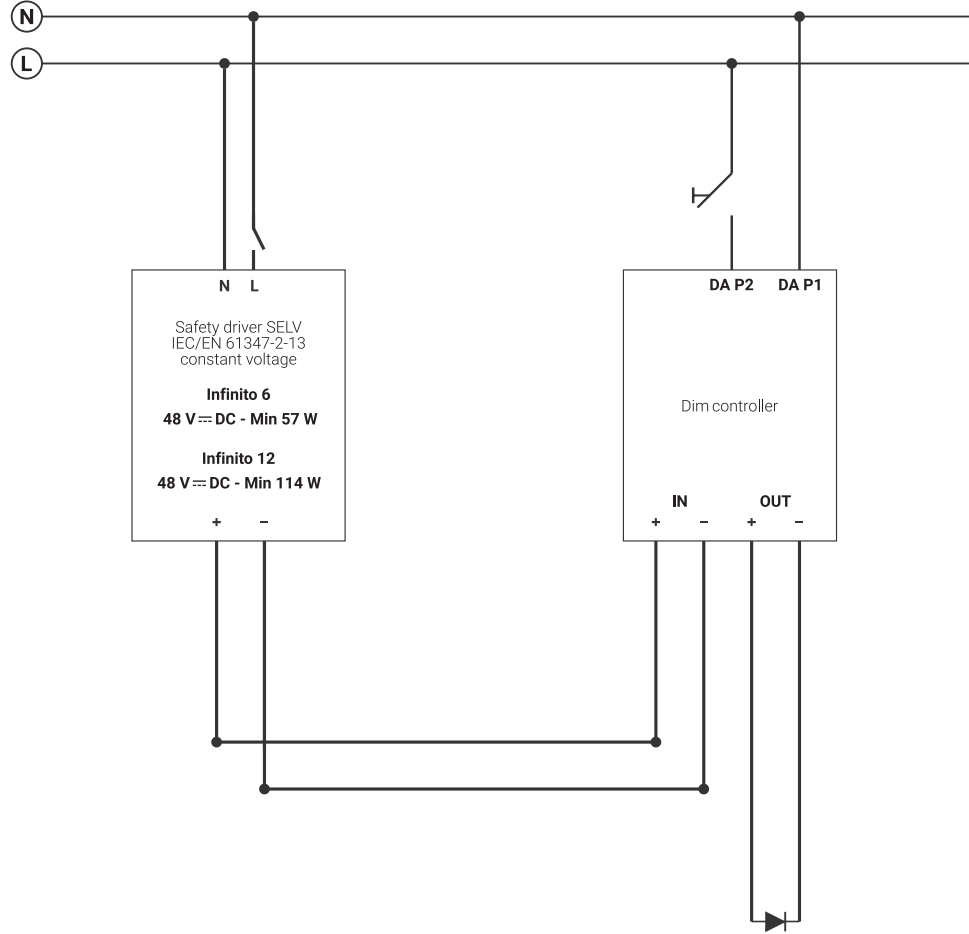 N
L
N L
Safety driver SELV
IEC/EN 61347-2-13
constant voltage
Infinito 6
48 V ⎓ DC - Min 57 W
Infinito 12
48 V ⎓ DC - Min 114 W
+ −
DA P2 DA P1
Dim controller
IN OUT
+ − + −